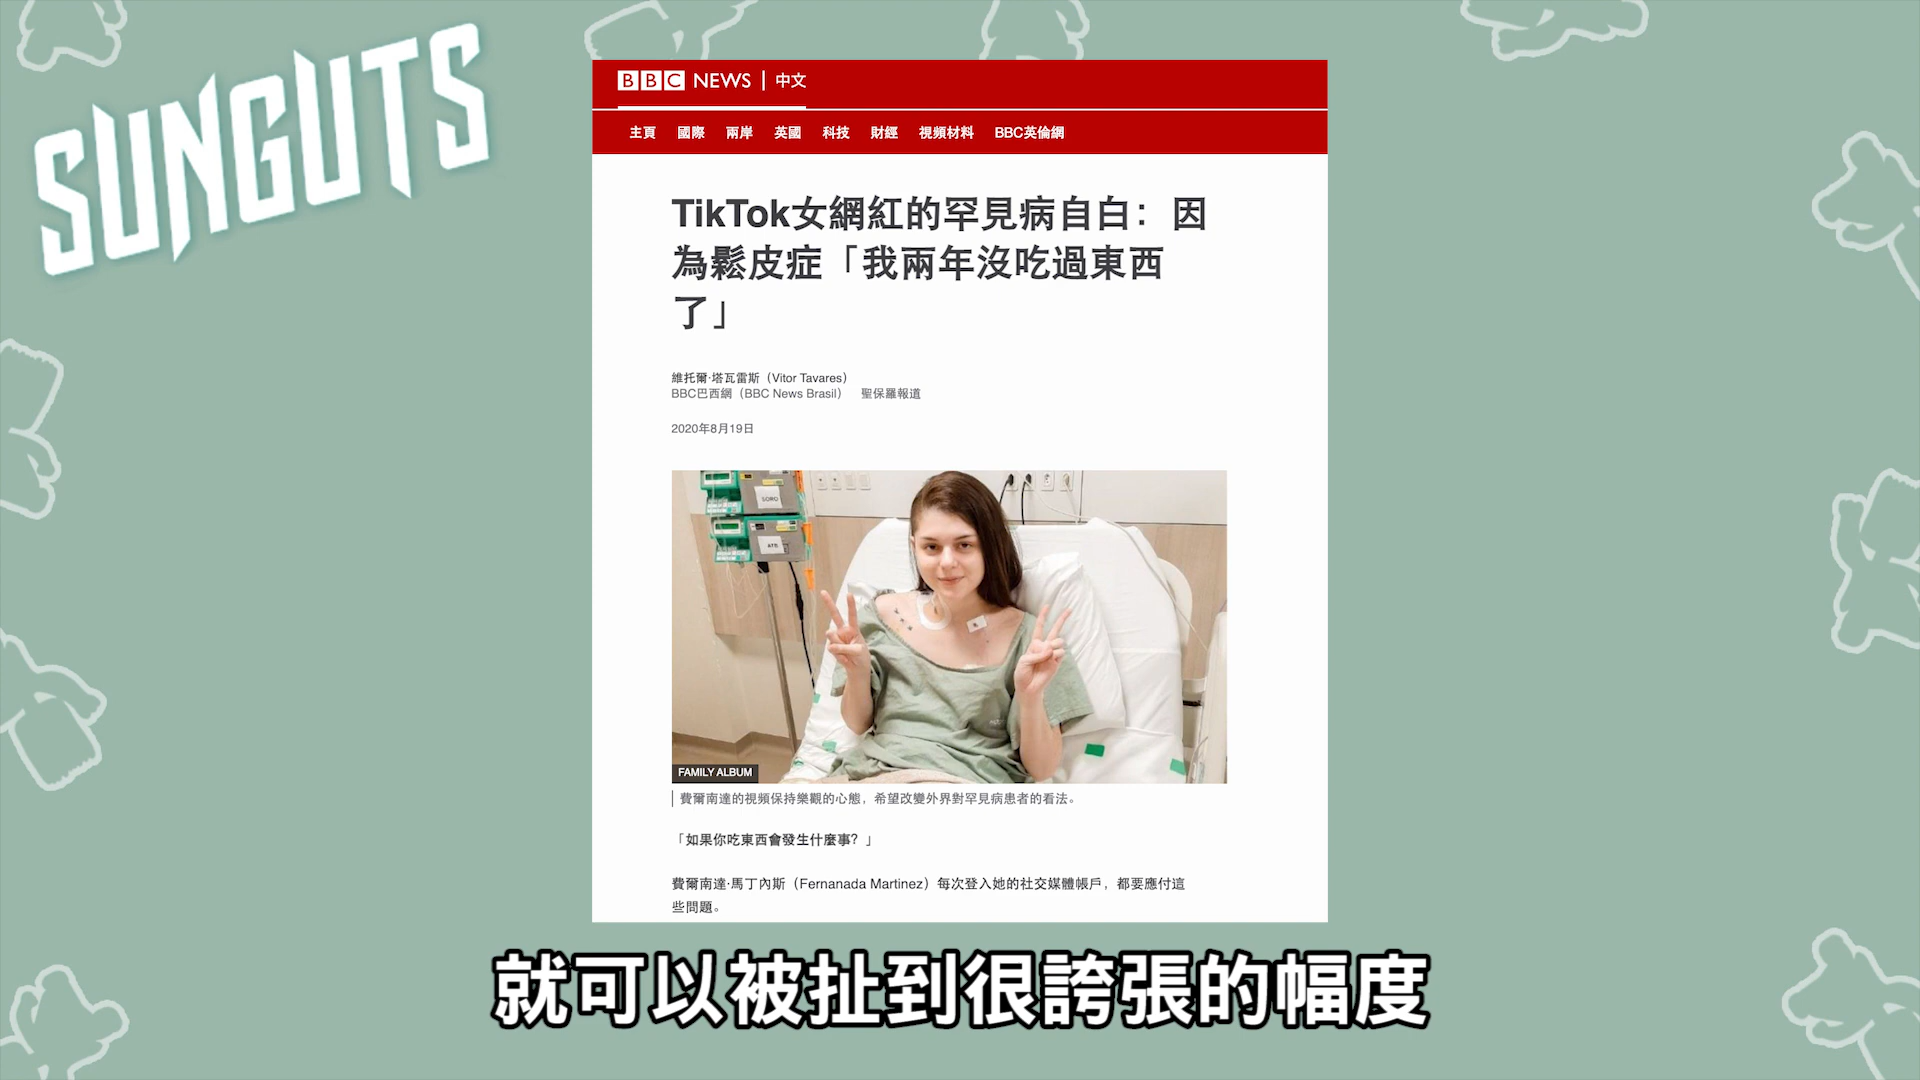 SUNGUTS
BBC NEWS | 中文
主頁 國際 兩岸 英國 科技 財經 視頻材料 BBC英倫網
TikTok女網紅的罕見病自白：因
為鬆皮症「我兩年沒吃過東西
了」
維托爾·塔瓦雷斯（Vitor Tavares）
BBC巴西網（BBC News Brasil） 聖保羅報道
2020年8月19日
SORO
ATB
FAMILY ALBUM
費爾南達的視頻保持樂觀的心態，希望改變外界對罕見病患者的看法。
「如果你吃東西會發生什麼事？」
費爾南達·馬丁內斯（Fernanada Martinez）每次登入她的社交媒體帳戶，都要應付這
些問題。
就可以被扯到很誇張的幅度